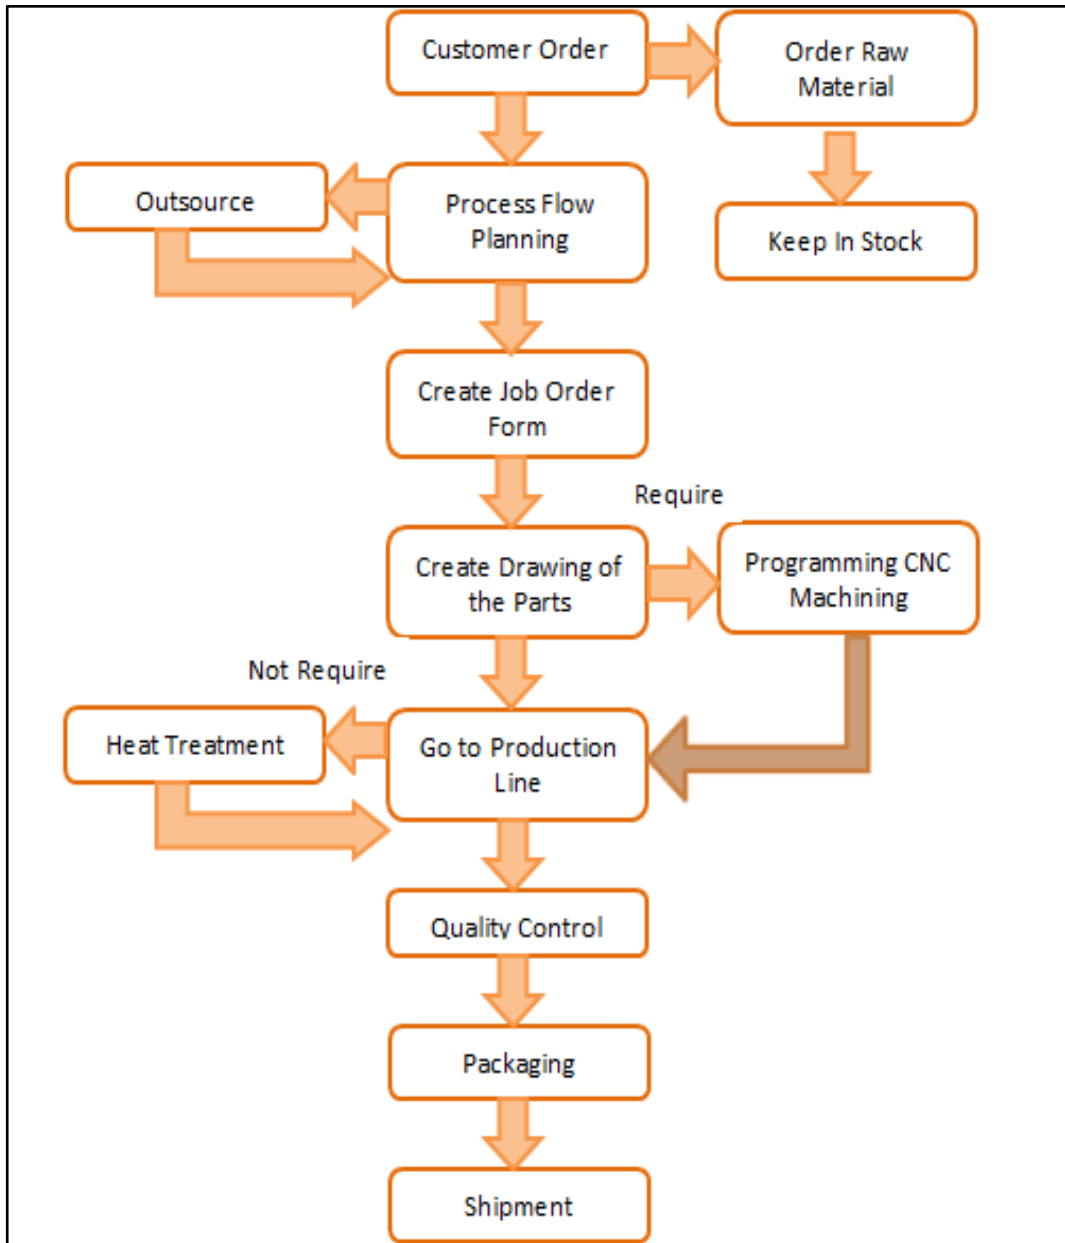 Customer Order
Order Raw
Material
Outsource
Process Flow
Planning
Keep In Stock
Create Job Order
Form
Require
Create Drawing of
the Parts
Programming CNC
Machining
Not Require
Heat Treatment
Go to Production
Line
Quality Control
Packaging
Shipment